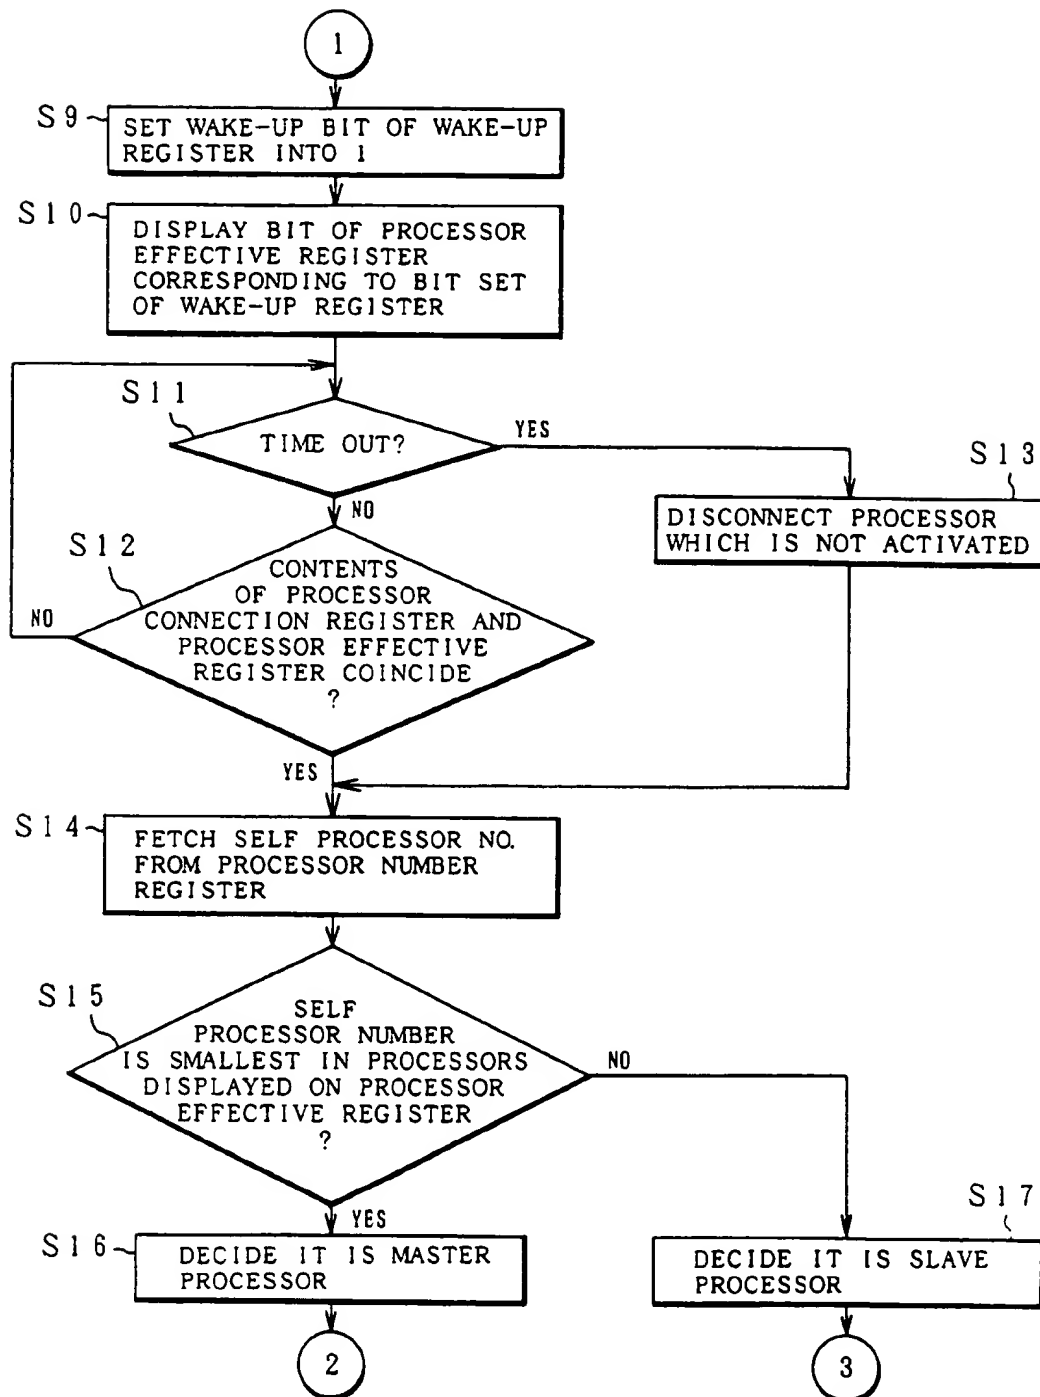 1
S9
SET WAKE-UP BIT OF WAKE-UP
REGISTER INTO 1
S10
DISPLAY BIT OF PROCESSOR
EFFECTIVE REGISTER
CORRESPONDING TO BIT SET
OF WAKE-UP REGISTER
S11
TIME OUT?
YES
NO
S13
DISCONNECT PROCESSOR
WHICH IS NOT ACTIVATED
S12
CONTENTS
OF PROCESSOR
CONNECTION REGISTER AND
PROCESSOR EFFECTIVE
REGISTER COINCIDE
?
NO
YES
S14
FETCH SELF PROCESSOR NO.
FROM PROCESSOR NUMBER
REGISTER
S15
SELF
PROCESSOR NUMBER
IS SMALLEST IN PROCESSORS
DISPLAYED ON PROCESSOR
EFFECTIVE REGISTER
?
NO
YES
S16
DECIDE IT IS MASTER
PROCESSOR
S17
DECIDE IT IS SLAVE
PROCESSOR
2
3